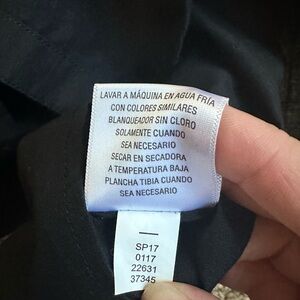 LAVAR A MÁQUINA EN AGUA FRÍA
CON COLORES SIMILARES
BLANQUEADOR SIN CLORO
SOLAMENTE CUANDO
SEA NECESARIO
SECAR EN SECADORA
A TEMPERATURA BAJA
PLANCHA TIBIA CUANDO
SEA NECESARIO
SP17
0117
22631
37345